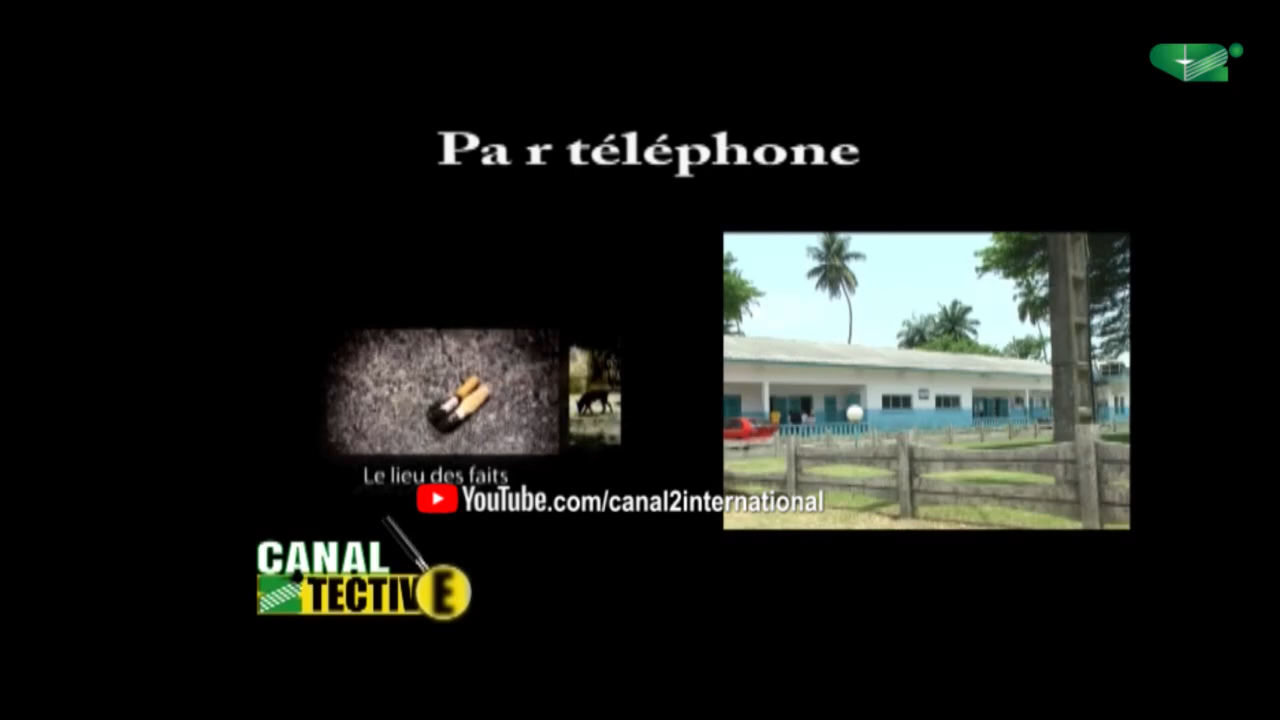 Pa r téléphone
Le lieu des faits
YouTube.com/canal2international
CANAL
TECTIVE